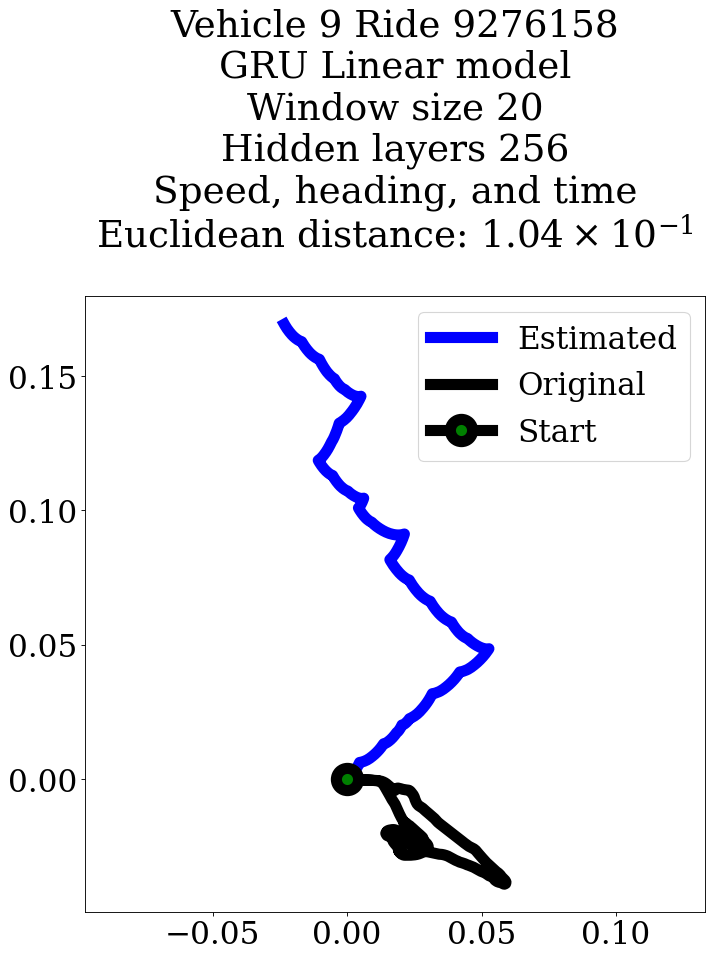 Vehicle 9 Ride 9276158
GRU Linear model
Window size 20
Hidden layers 256
Speed, heading, and time
Euclidean distance: 1.04 × 10⁻¹
Estimated
Original
Start
0.15
0.10
0.05
0.00
−0.05 0.00 0.05 0.10